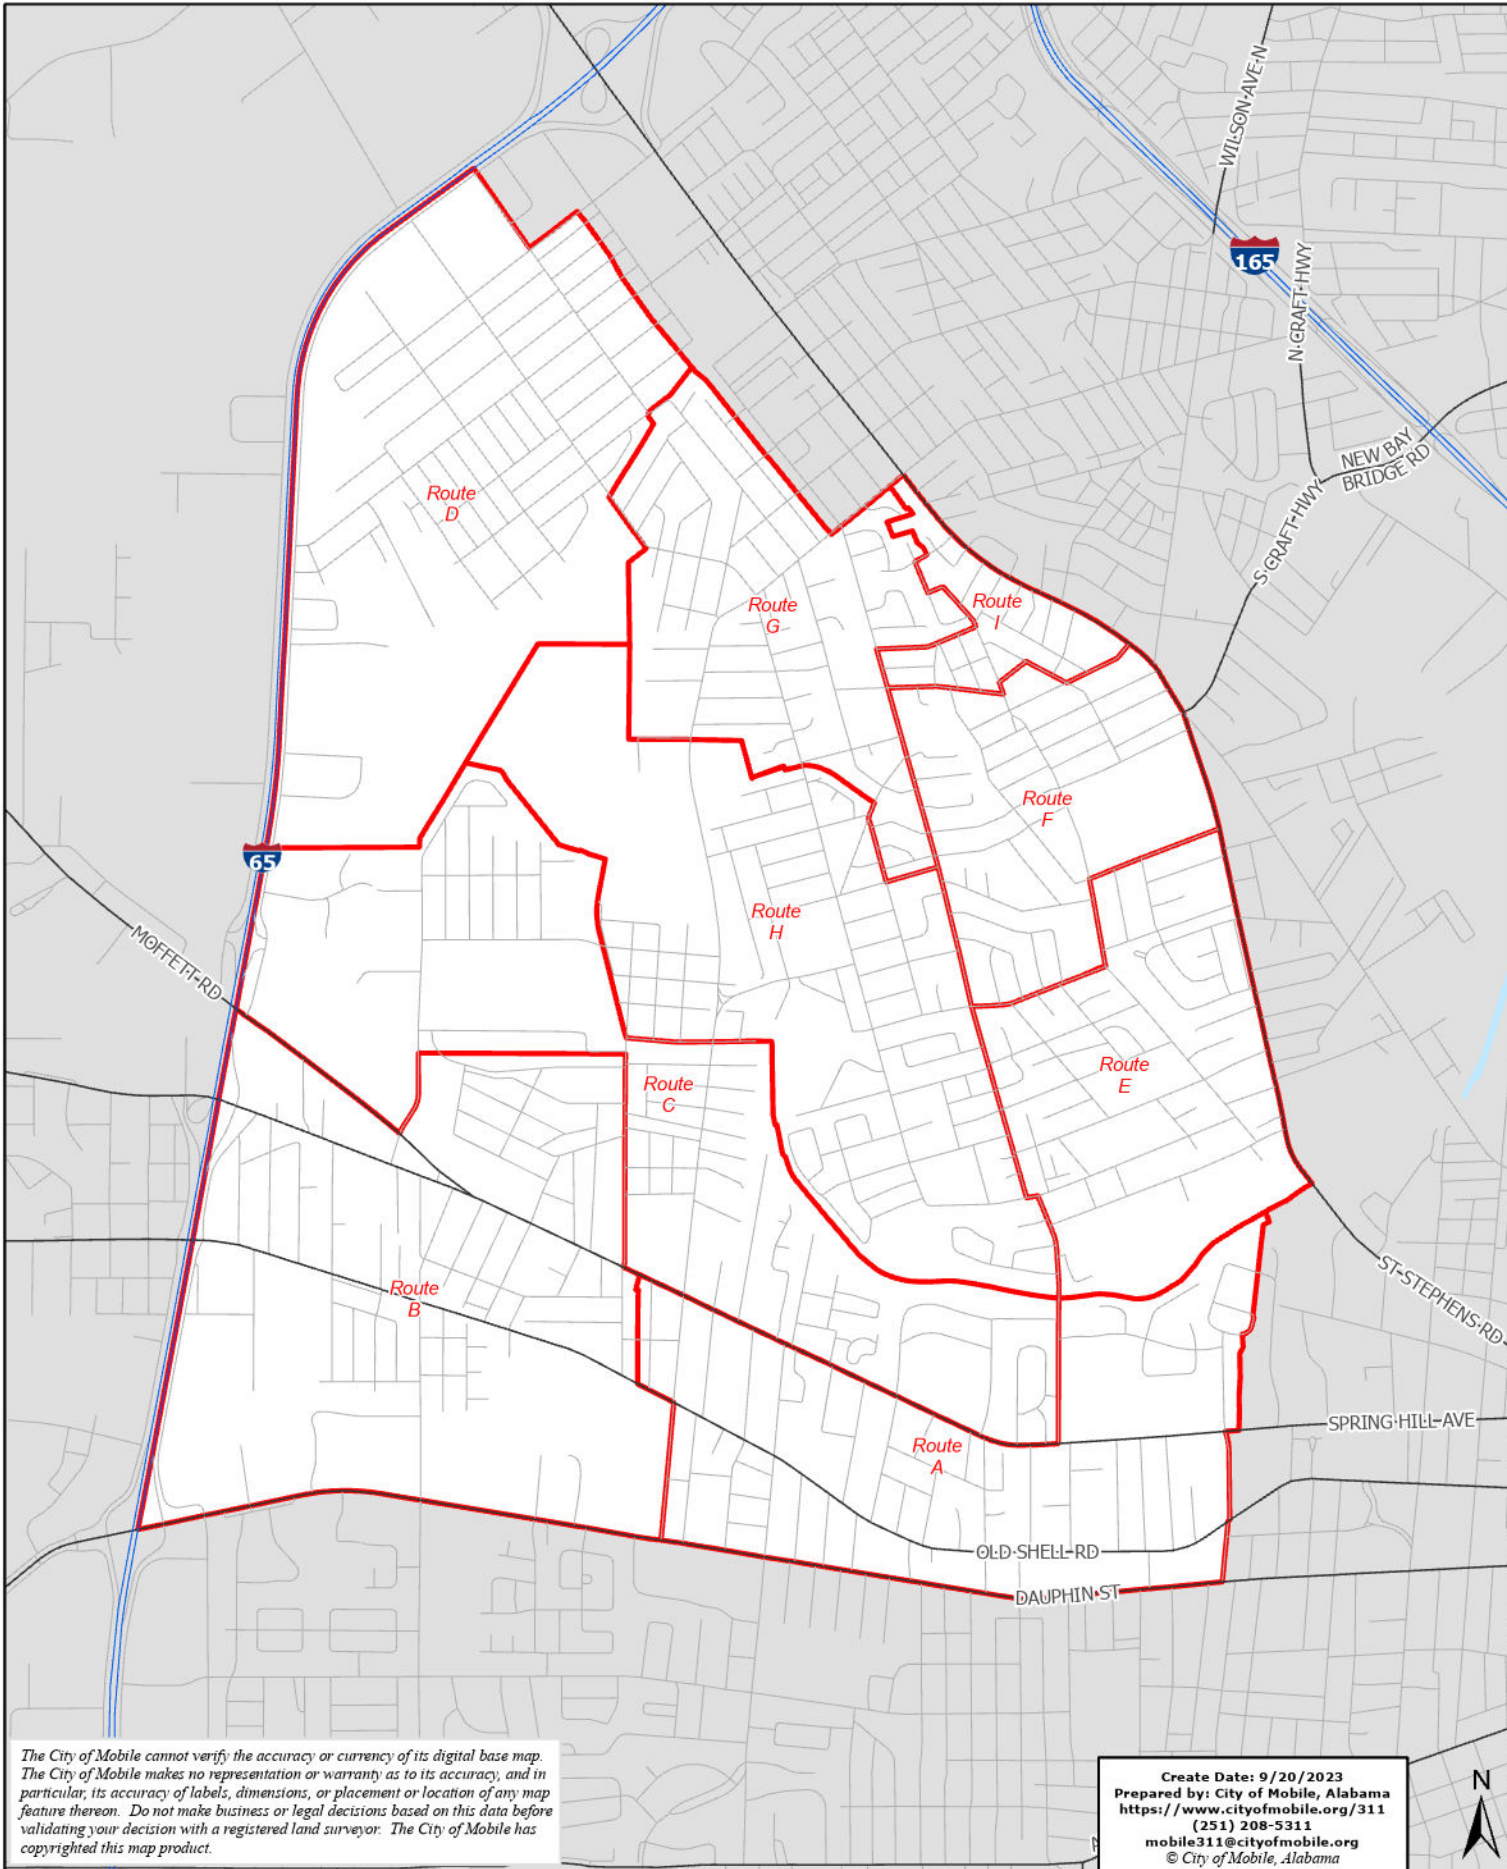 WILSON-AVE-N
165
N-CRAFT-HWY
NEW BAY
BRIDGE RD
S-CRAFT-HWY
Route
D
Route
G
Route
I
Route
F
65
MOFFETT-RD
Route
H
Route
C
Route
E
Route
B
ST-STEPHENS-RD
SPRING-HILL-AVE
Route
A
OLD-SHELL-RD
DAUPHIN-ST
The City of Mobile cannot verify the accuracy or currency of its digital base map.
The City of Mobile makes no representation or warranty as to its accuracy, and in
particular, its accuracy of labels, dimensions, or placement or location of any map
feature thereon. Do not make business or legal decisions based on this data before
validating your decision with a registered land surveyor. The City of Mobile has
copyrighted this map product.
Create Date: 9/20/2023
Prepared by: City of Mobile, Alabama
https://www.cityofmobile.org/311
(251) 208-5311
mobile311@cityofmobile.org
© City of Mobile, Alabama
N